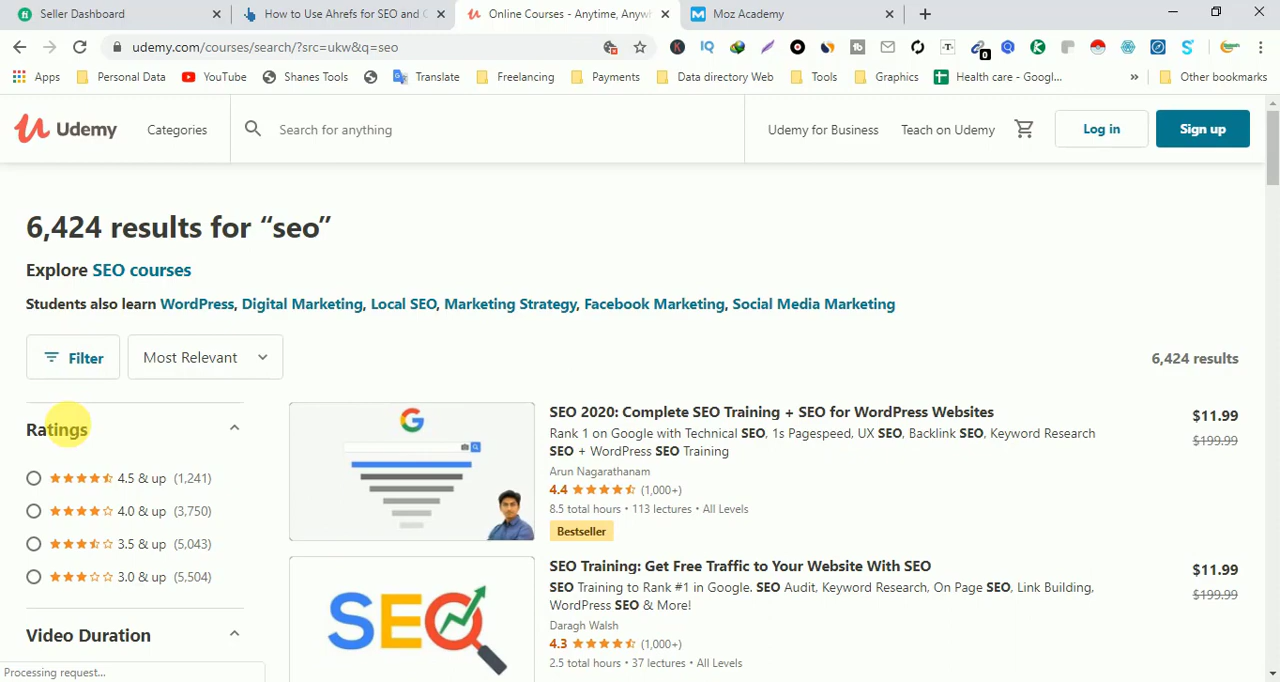 Seller Dashboard
How to Use Ahrefs for SEO and C
Online Courses - Anytime, Anyw
Moz Academy
udemy.com/courses/search/?src=ukw&q=seo
Apps
Personal Data
YouTube
Shanes Tools
Translate
Freelancing
Payments
Data directory Web
Tools
Graphics
Health care - Googl...
Other bookmarks
Udemy
Categories
Search for anything
Udemy for Business
Teach on Udemy
Log in
Sign up
6,424 results for “seo”
Explore SEO courses
Students also learn WordPress, Digital Marketing, Local SEO, Marketing Strategy, Facebook Marketing, Social Media Marketing
Filter
Most Relevant
6,424 results
Ratings
4.5 & up (1,241)
4.0 & up (3,750)
3.5 & up (5,043)
3.0 & up (5,504)
Video Duration
SEO 2020: Complete SEO Training + SEO for WordPress Websites
$11.99
Rank 1 on Google with Technical SEO, 1s Pagespeed, UX SEO, Backlink SEO, Keyword Research
$199.99
SEO + WordPress SEO Training
Arun Nagarathanam
4.4 (1,000+)
8.5 total hours • 113 lectures • All Levels
Bestseller
SEO Training: Get Free Traffic to Your Website With SEO
$11.99
SEO Training to Rank #1 in Google. SEO Audit, Keyword Research, On Page SEO, Link Building,
$199.99
WordPress SEO & More!
Daragh Walsh
4.3 (1,000+)
2.5 total hours • 37 lectures • All Levels
SEO
Processing request...